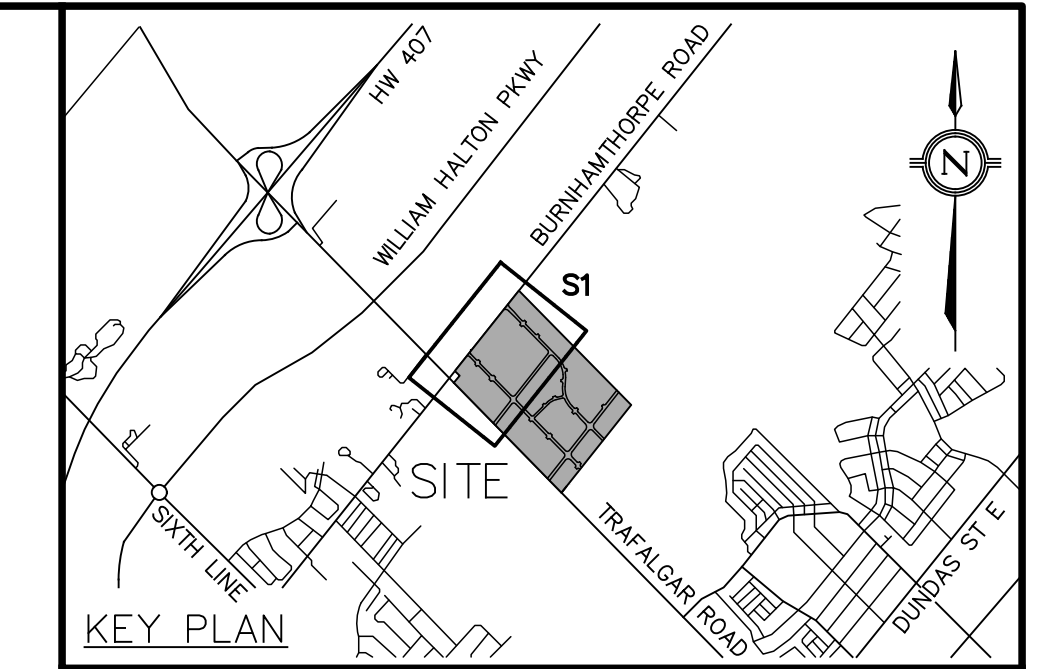 HW 407
WILLIAM HALTON PKWY
BURNHAMTHORPE ROAD
N
S1
SITE
SIXTH LINE
TRAFALGAR ROAD
DUNDAS ST E
KEY PLAN